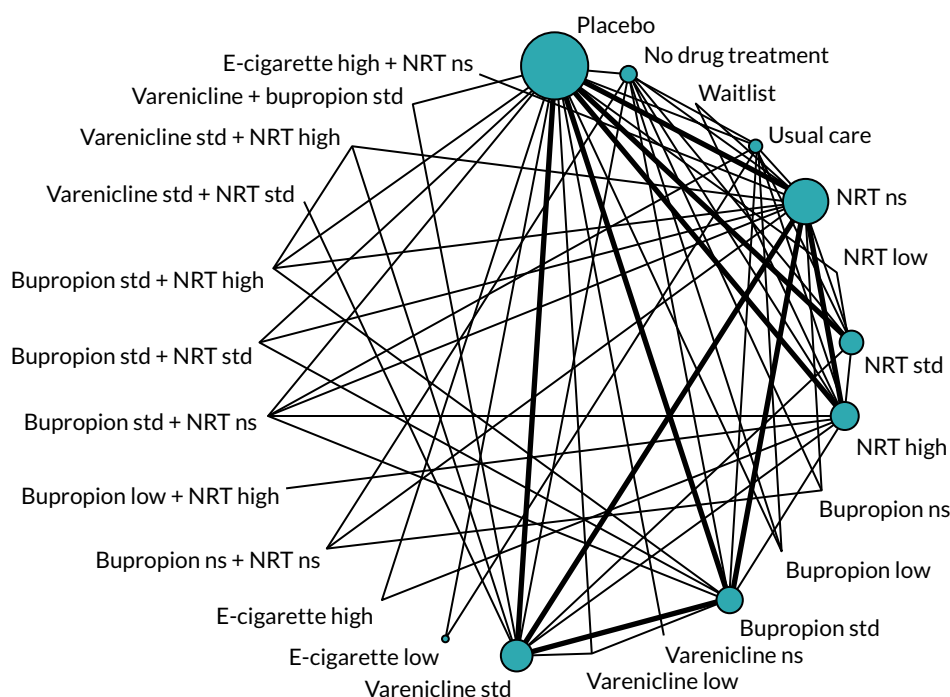 Placebo
No drug treatment
Waitlist
Usual care
NRT ns
NRT low
NRT std
NRT high
Bupropion ns
Bupropion low
Bupropion std
Varenicline ns
Varenicline low
Varenicline std
E-cigarette low
E-cigarette high
Bupropion ns + NRT ns
Bupropion low + NRT high
Bupropion std + NRT ns
Bupropion std + NRT std
Bupropion std + NRT high
Varenicline std + NRT std
Varenicline std + NRT high
Varenicline + bupropion std
E-cigarette high + NRT ns